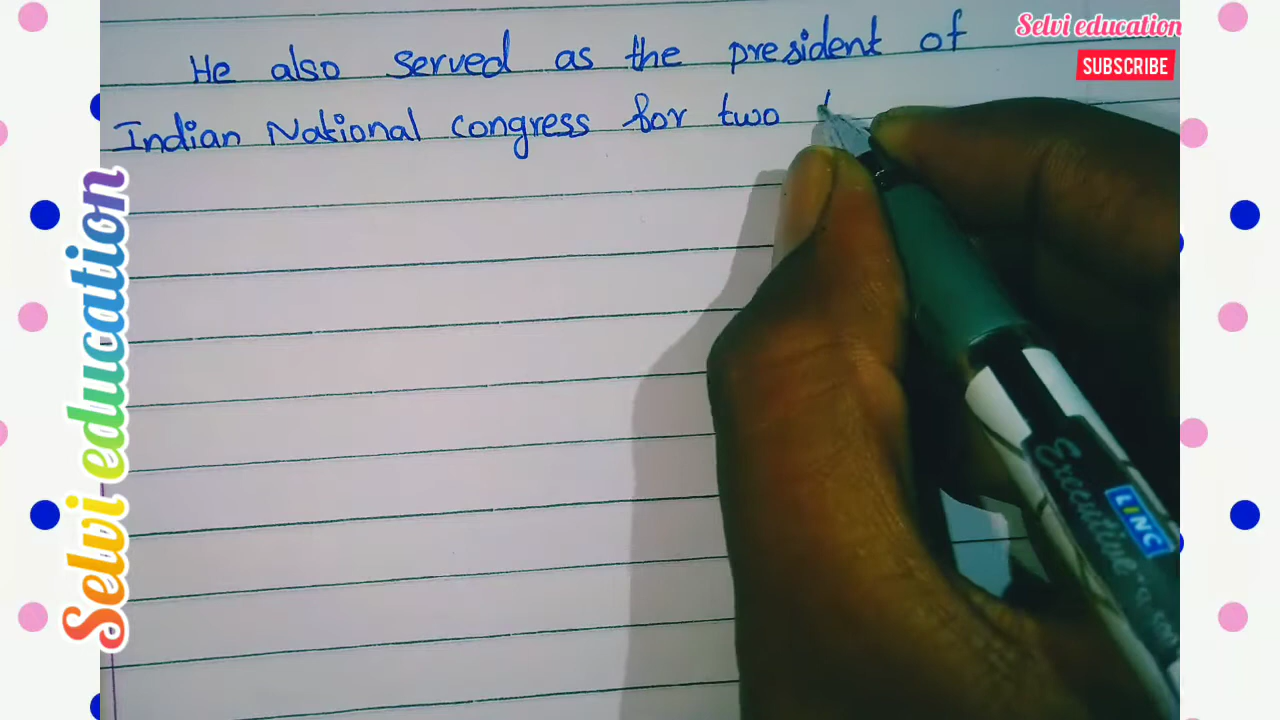 He also served as the president of
Indian National congress for two
Selvi education
SUBSCRIBE
Selvi education
Executive
LINC